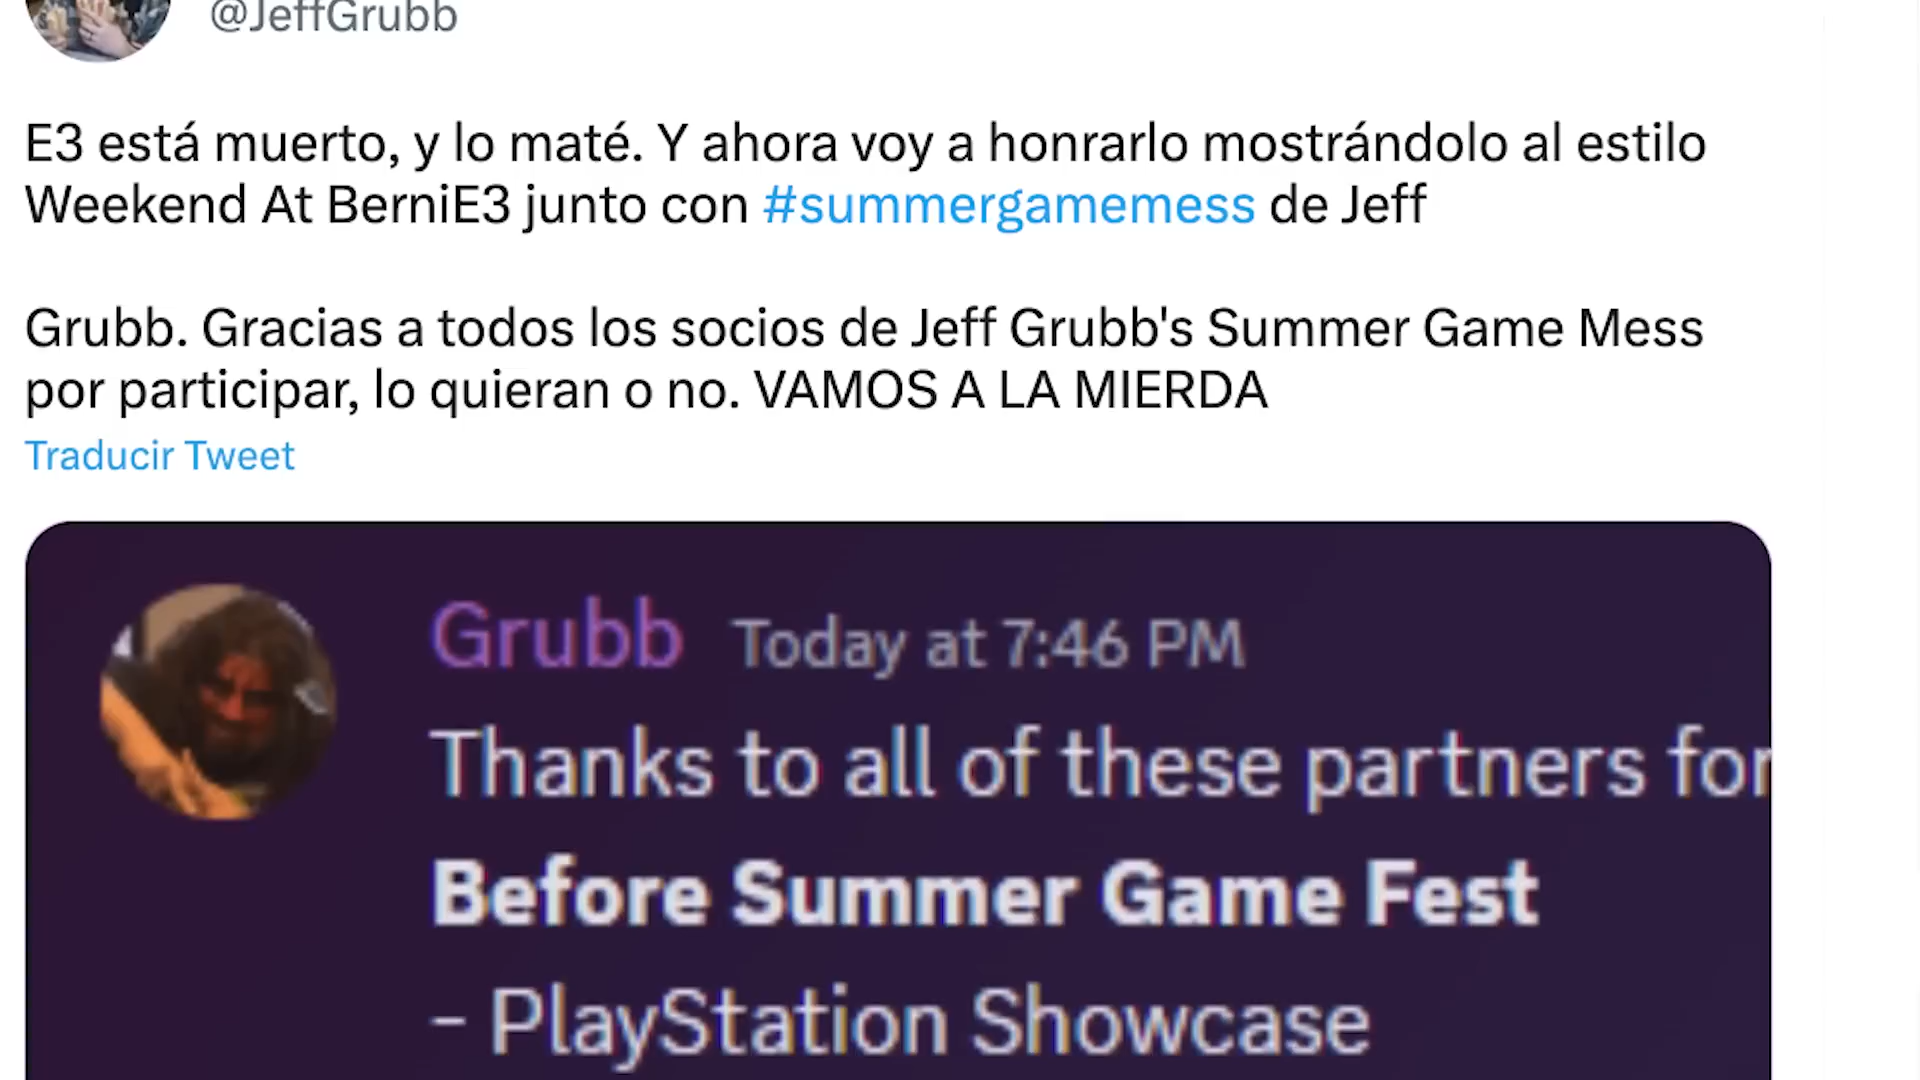 @JeffGrubb
E3 está muerto, y lo maté. Y ahora voy a honrarlo mostrándolo al estilo
Weekend At BerniE3 junto con #summergamemess de Jeff
Grubb. Gracias a todos los socios de Jeff Grubb's Summer Game Mess
por participar, lo quieran o no. VAMOS A LA MIERDA
Traducir Tweet
Grubb Today at 7:46 PM
Thanks to all of these partners for
Before Summer Game Fest
- PlayStation Showcase